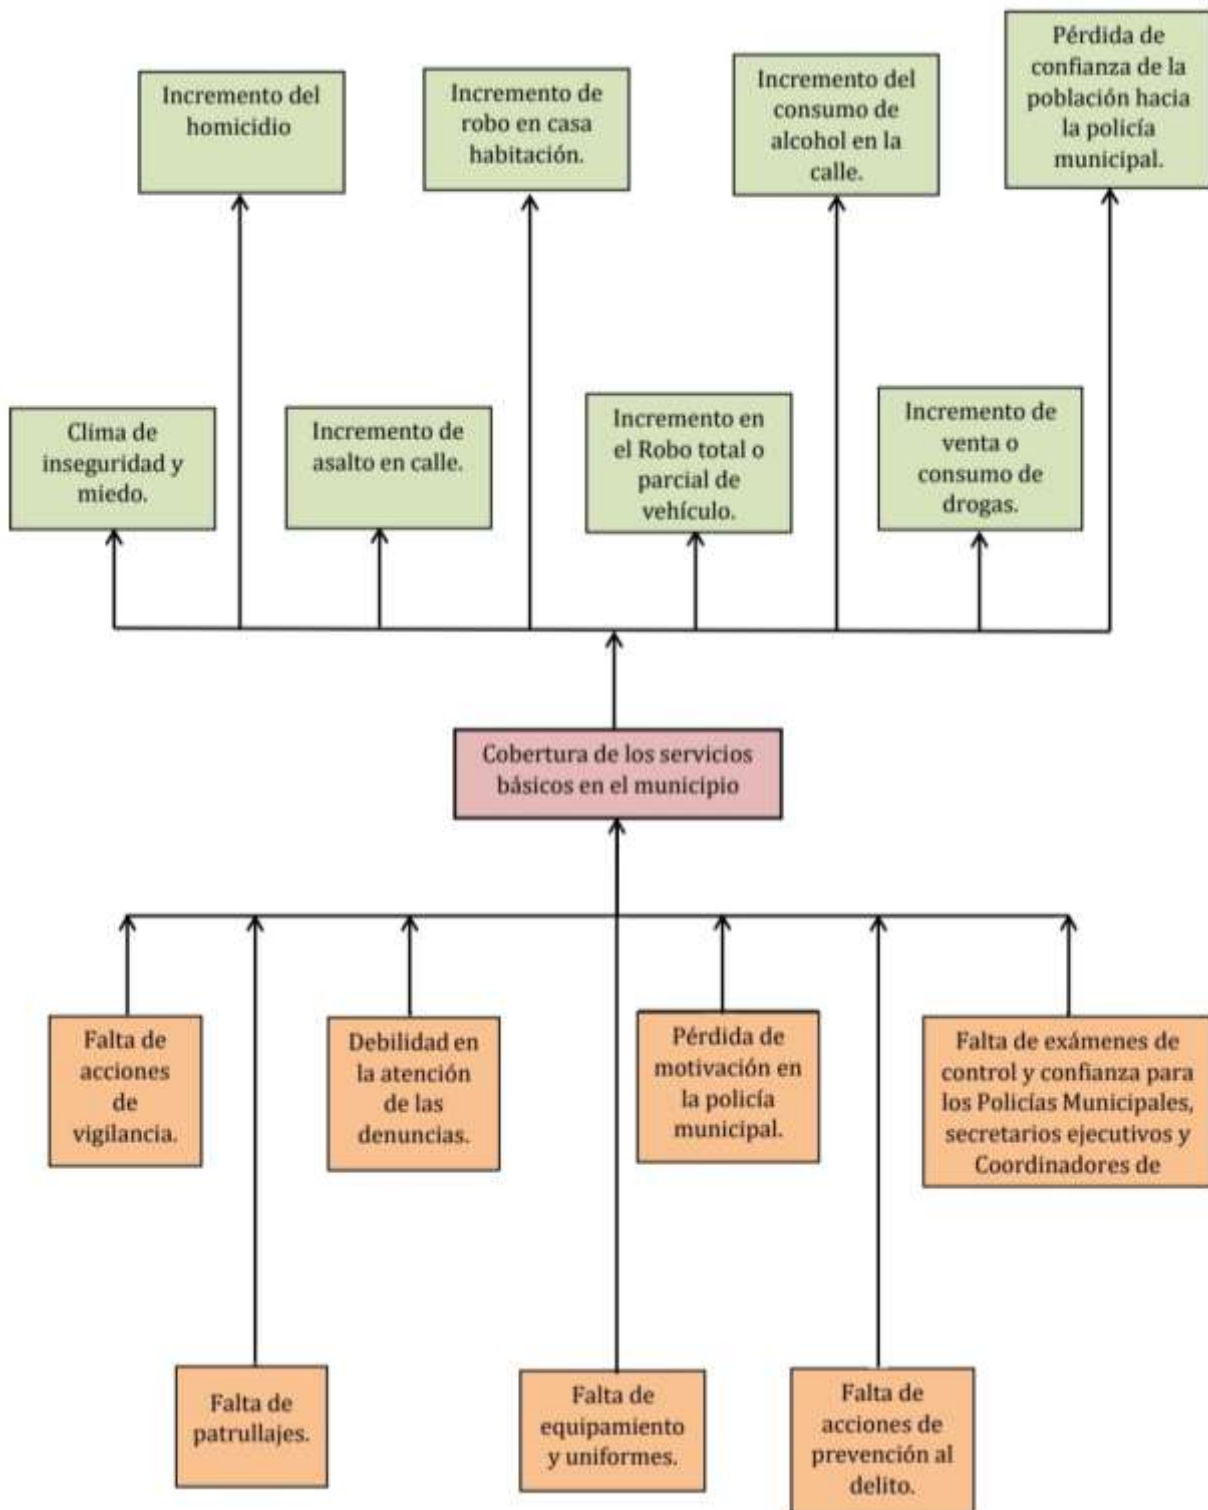 Pérdida de
confianza de la
población hacia
la policía
municipal.
Incremento del
homicidio
Incremento de
robo en casa
habitación.
Incremento del
consumo de
alcohol en la
calle.
Clima de
inseguridad y
miedo.
Incremento de
asalto en calle.
Incremento en
el Robo total o
parcial de
vehículo.
Incremento de
venta o
consumo de
drogas.
Cobertura de los servicios
básicos en el municipio
Falta de
acciones
de
vigilancia.
Debilidad en
la atención
de las
denuncias.
Pérdida de
motivación en
la policía
municipal.
Falta de exámenes de
control y confianza para
los Policías Municipales,
secretarios ejecutivos y
Coordinadores de
Falta de
patrullajes.
Falta de
equipamiento
y uniformes.
Falta de
acciones de
prevención al
delito.